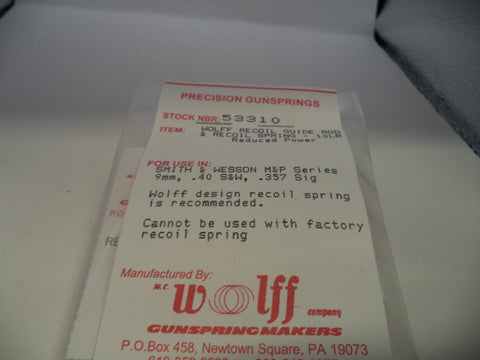 PRECISION GUNSPRINGS
STOCK NBR: 53310
ITEM: WOLFF RECOIL GUIDE ROD
& RECOIL SPRING - 10LB
Reduced Power
FOR USE IN:
SMITH & WESSON M&P Series
9mm, .40 S&W, .357 Sig
Wolff design recoil spring
is recommended.
Cannot be used with factory
recoil spring
Manufactured By:
w.c. wolff company
GUNSPRINGMAKERS
P.O.Box 458, Newtown Square, PA 19073